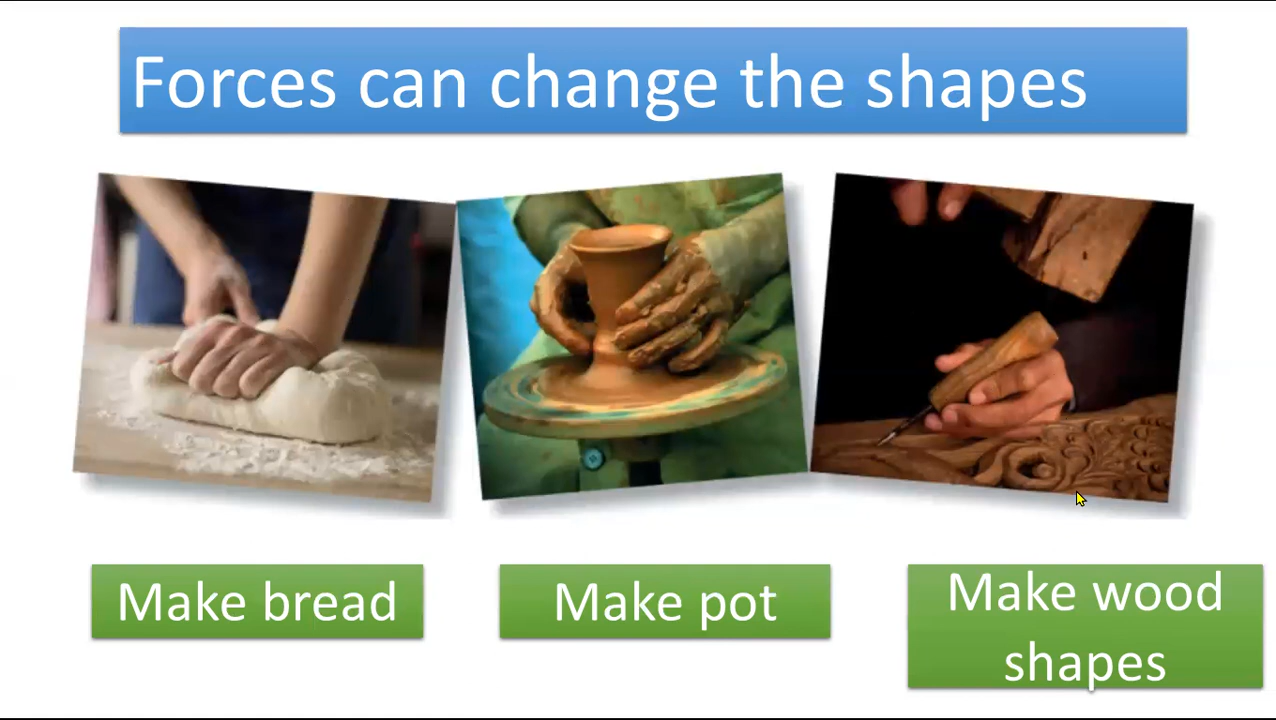 Forces can change the shapes
Make bread
Make pot
Make wood
shapes